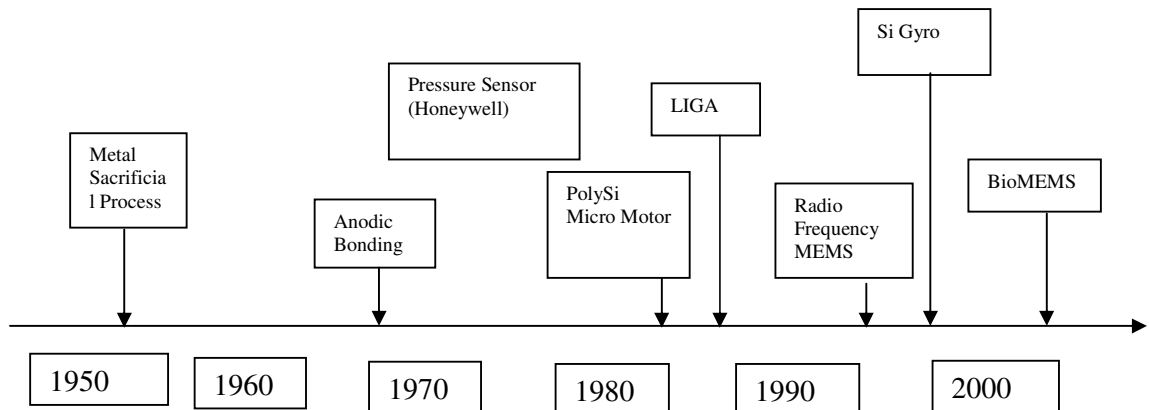 Si Gyro
Pressure Sensor
(Honeywell)
LIGA
Metal
Sacrificia
l Process
BioMEMS
PolySi
Micro Motor
Radio
Frequency
MEMS
Anodic
Bonding
1950
1960
1970
1980
1990
2000